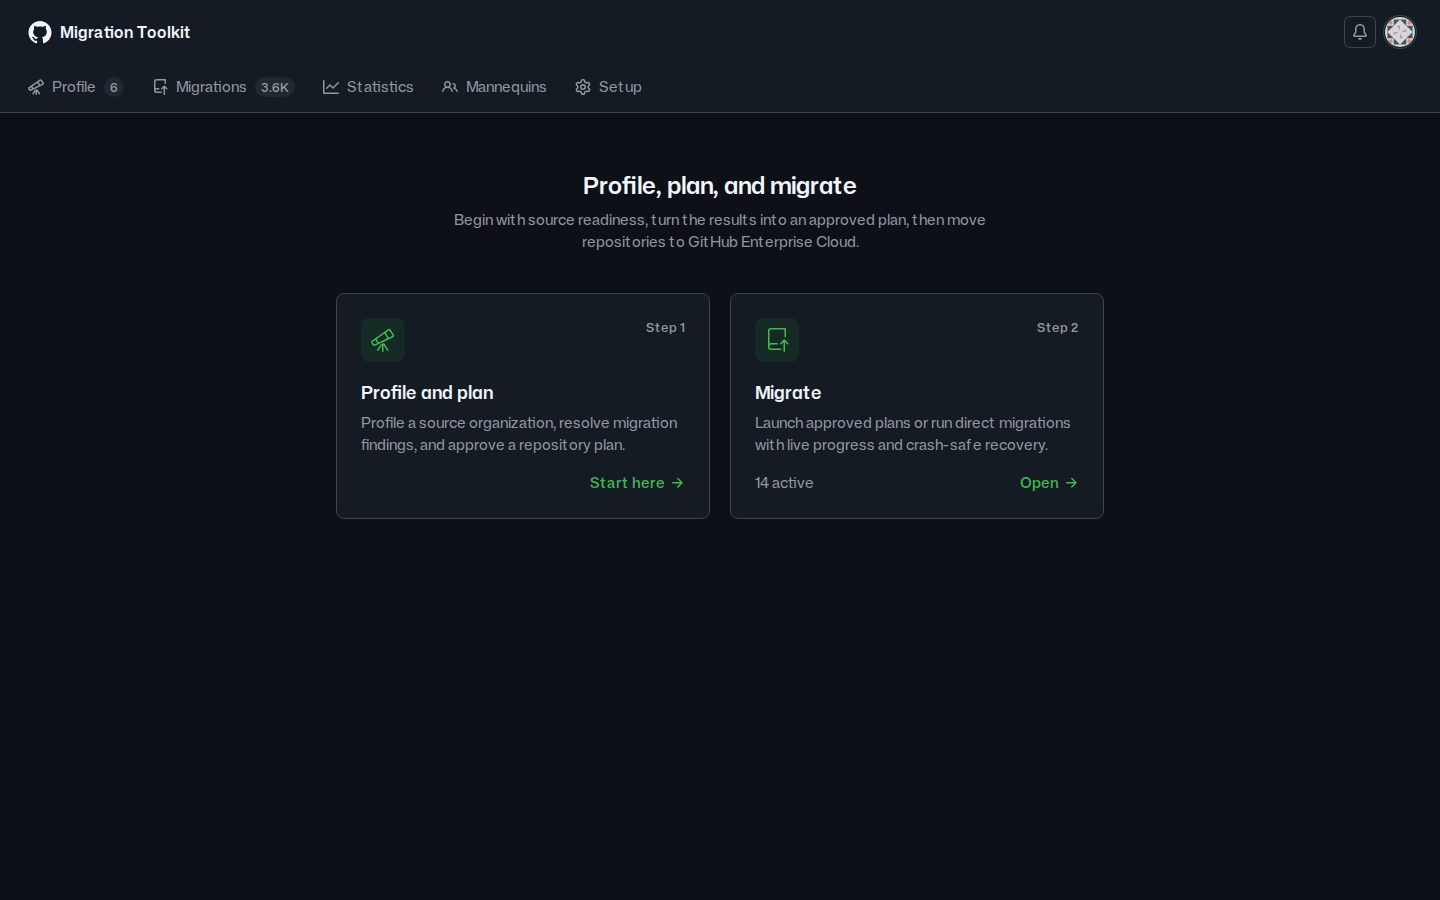 Migration Toolkit
Profile 6
Migrations 3.6K
Statistics
Mannequins
Setup
Profile, plan, and migrate
Begin with source readiness, turn the results into an approved plan, then move
repositories to GitHub Enterprise Cloud.
Step 1
Profile and plan
Profile a source organization, resolve migration
findings, and approve a repository plan.
Start here
Step 2
Migrate
Launch approved plans or run direct migrations
with live progress and crash-safe recovery.
14 active
Open